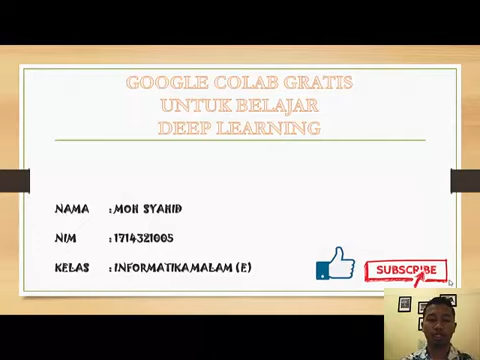 GOOGLE COLAB GRATIS
UNTUK BELAJAR
DEEP LEARNING
NAMA : MOH SYAHID
NIM : 1714321005
KELAS : INFORMATIKA MALAM (E)
SUBSCRIBE